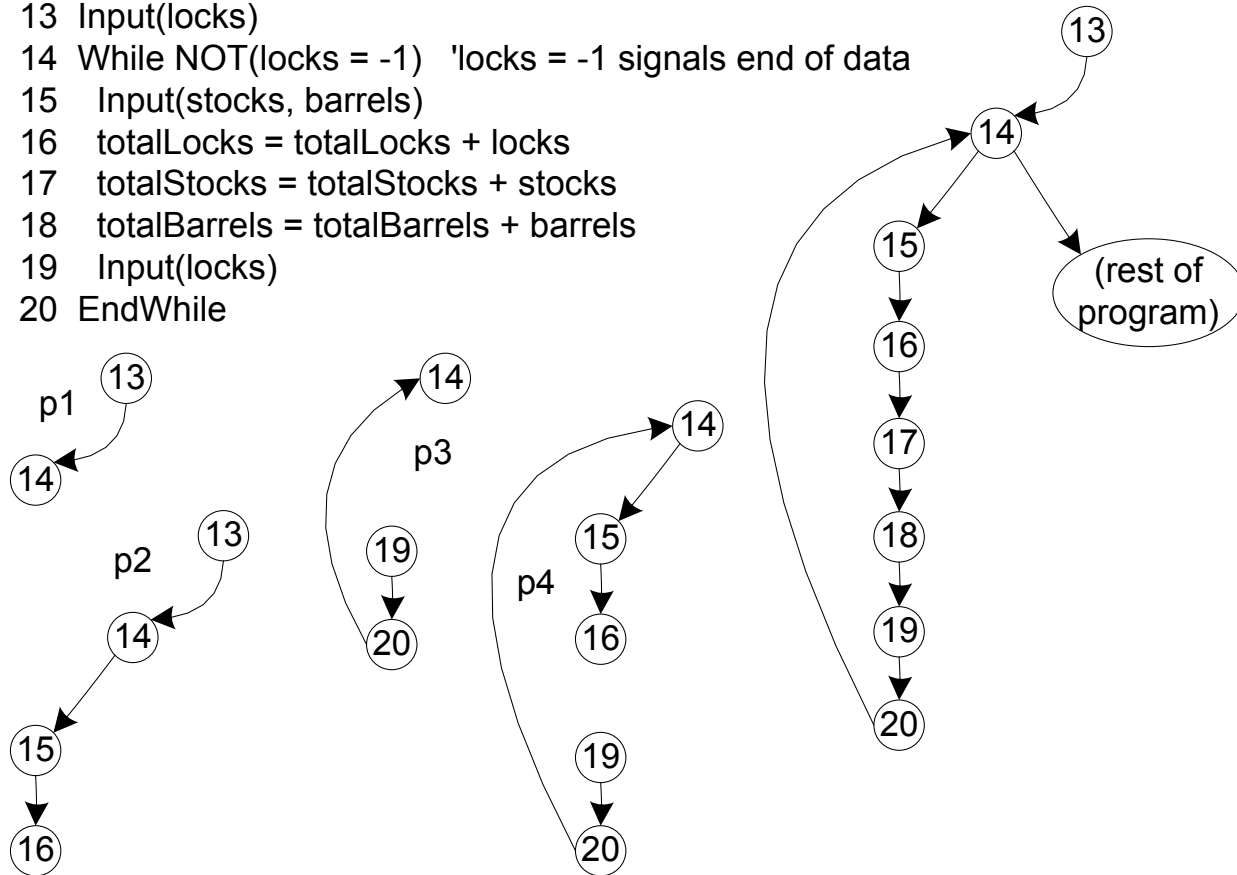 13 Input(locks)
14 While NOT(locks = -1) 'locks = -1 signals end of data
15 Input(stocks, barrels)
16 totalLocks = totalLocks + locks
17 totalStocks = totalStocks + stocks
18 totalBarrels = totalBarrels + barrels
19 Input(locks)
20 EndWhile
13
14
15
16
17
18
19
20
(rest of
program)
p1
13
14
p2
13
14
15
16
p3
14
19
20
p4
14
15
16
19
20